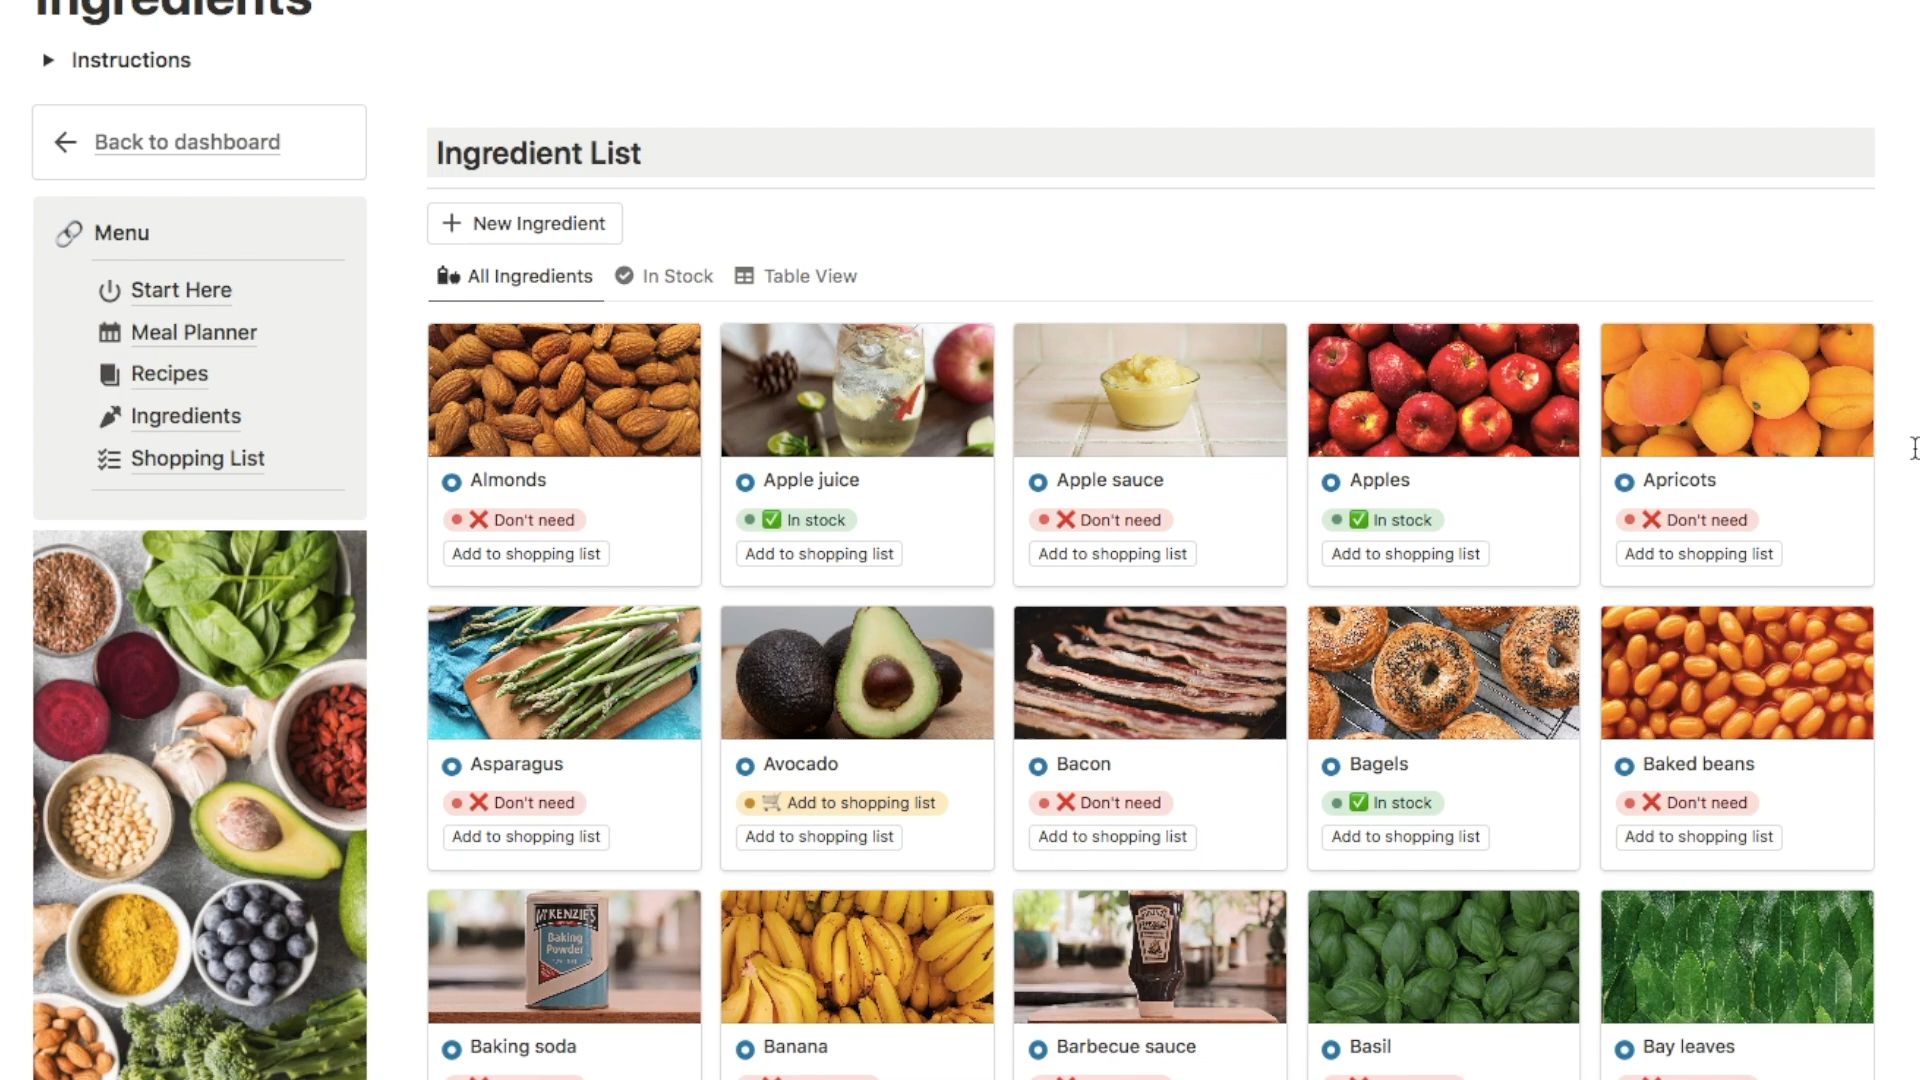 Ingredients
Instructions
Back to dashboard
Menu
Start Here
Meal Planner
Recipes
Ingredients
Shopping List
Ingredient List
New Ingredient
All Ingredients
In Stock
Table View
Almonds
Don't need
Add to shopping list
Apple juice
In stock
Add to shopping list
Apple sauce
Don't need
Add to shopping list
Apples
In stock
Add to shopping list
Apricots
Don't need
Add to shopping list
Asparagus
Don't need
Add to shopping list
Avocado
Add to shopping list
Add to shopping list
Bacon
Don't need
Add to shopping list
Bagels
In stock
Add to shopping list
Baked beans
Don't need
Add to shopping list
McKENZIE'S
Baking
Powder
Baking soda
Banana
HEINZ
Barbecue sauce
Basil
Bay leaves